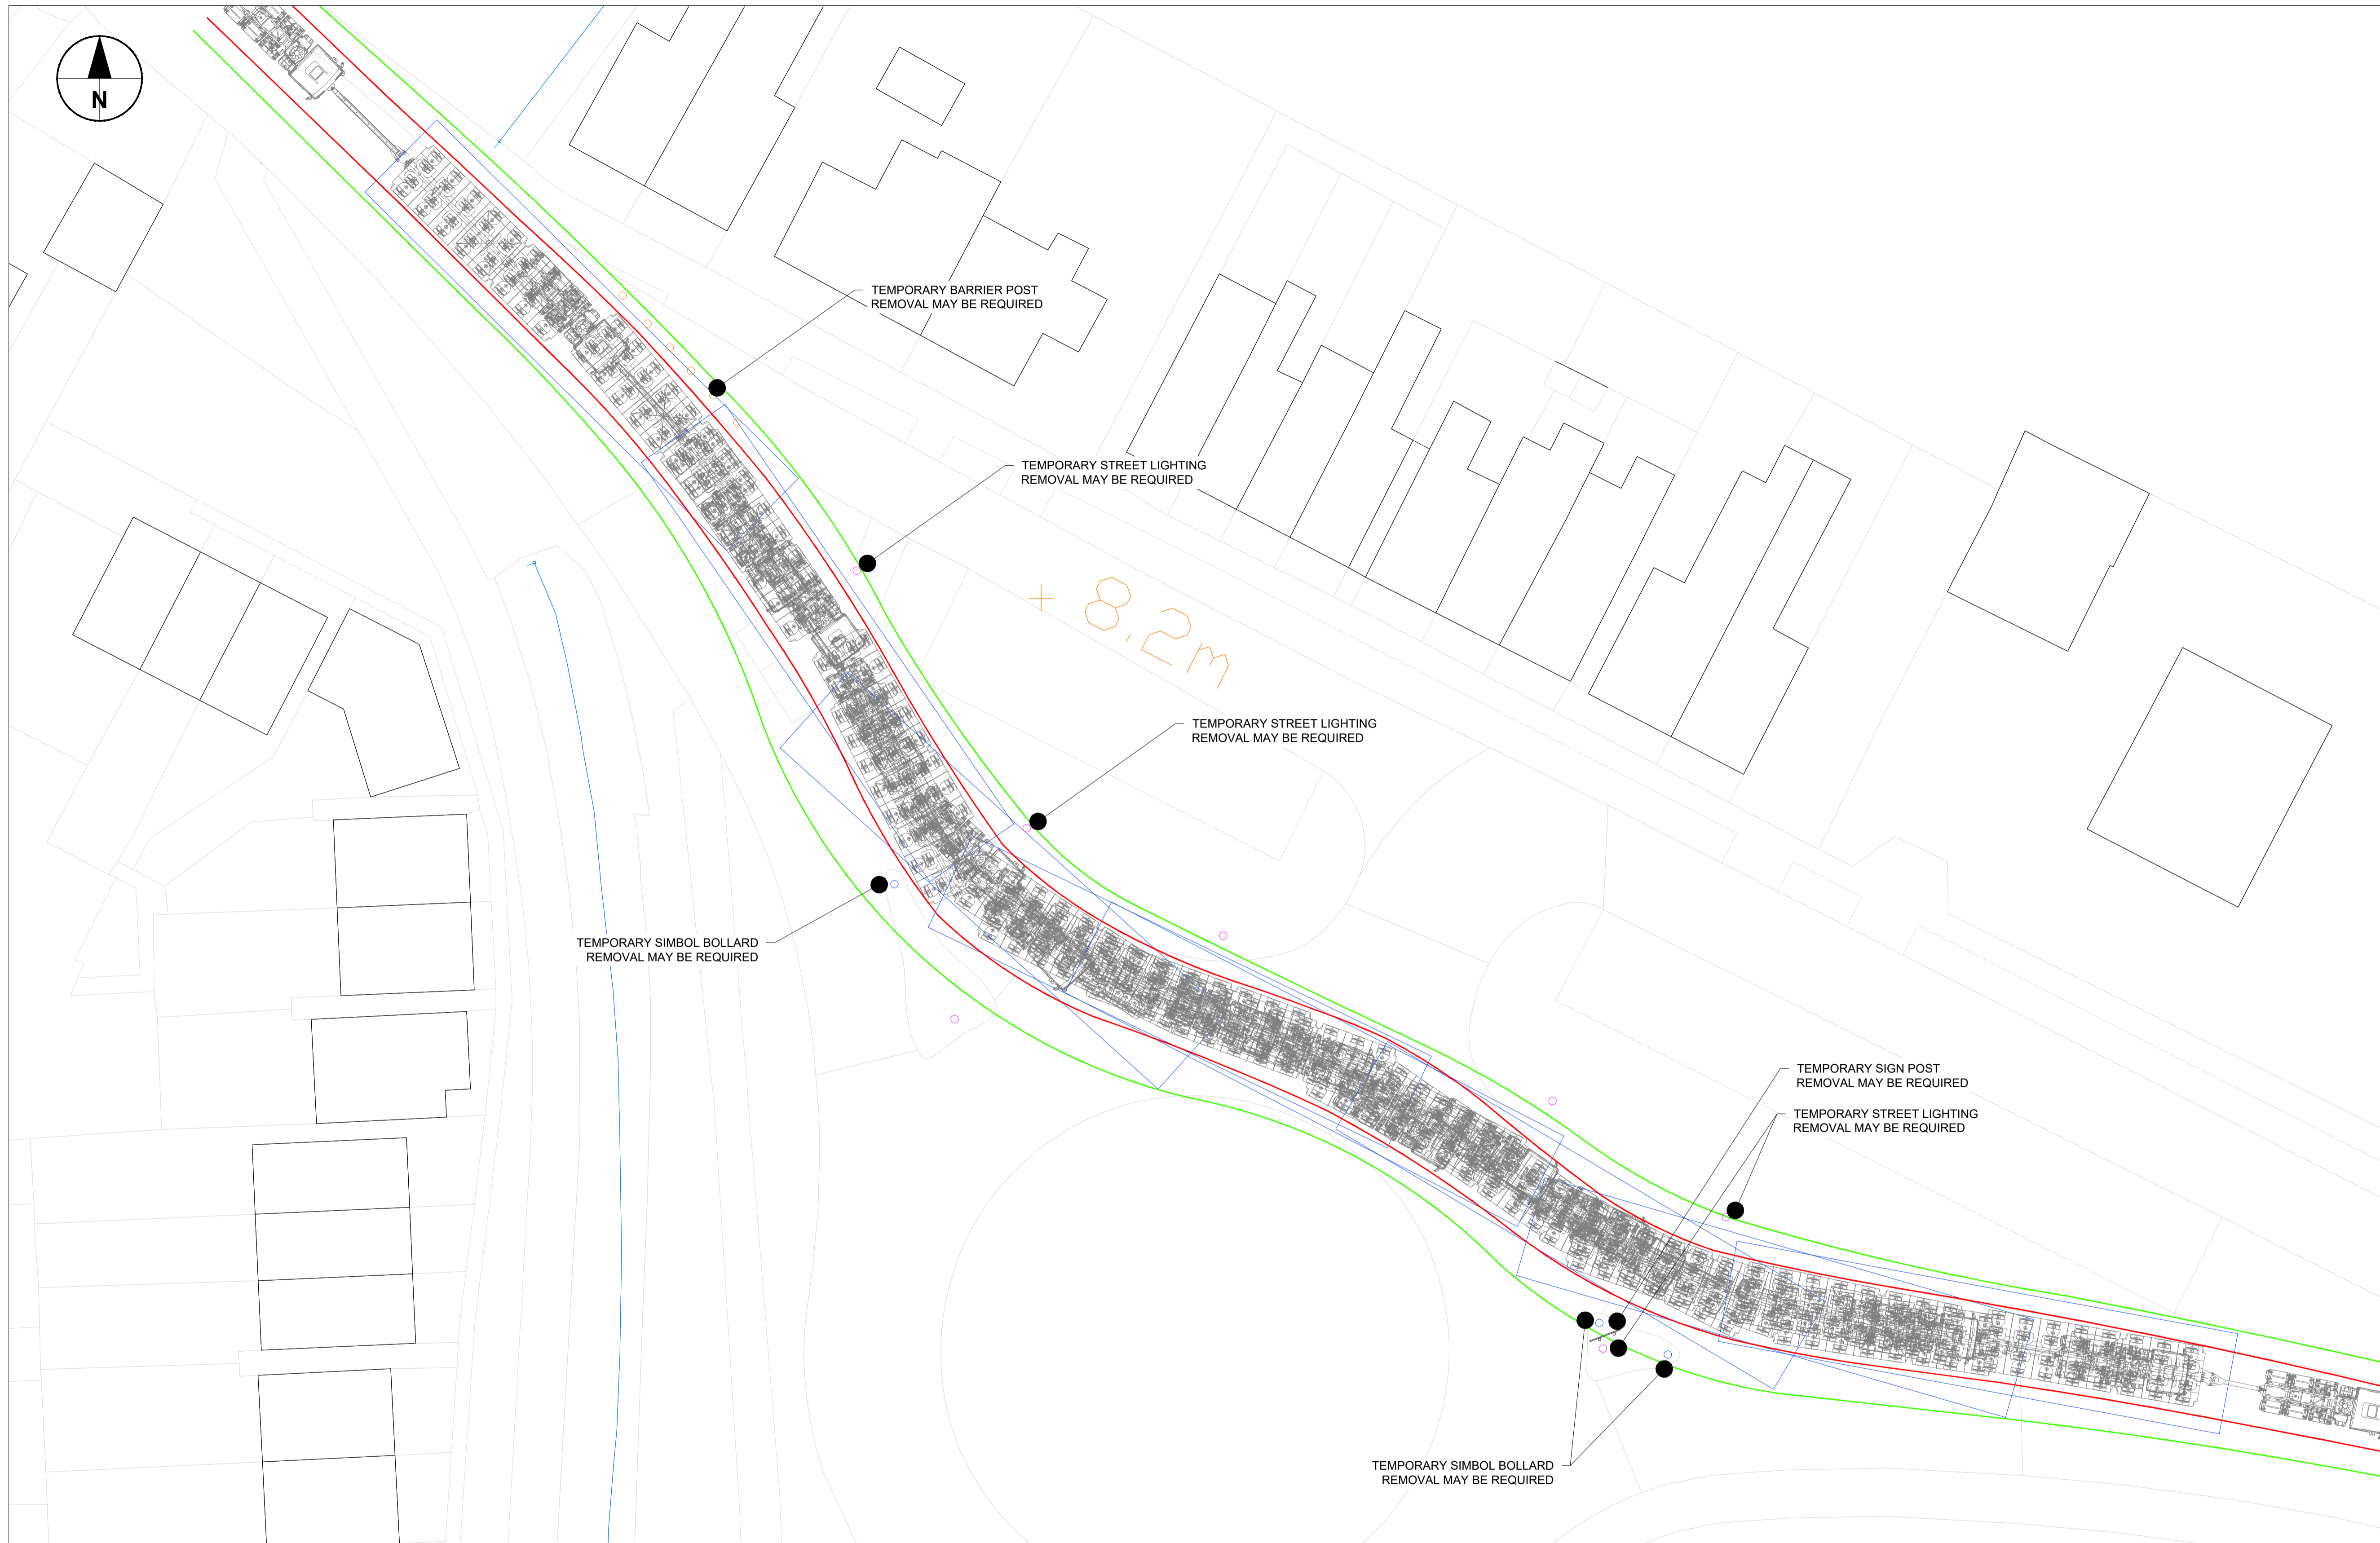 N
TEMPORARY BARRIER POST
REMOVAL MAY BE REQUIRED
TEMPORARY STREET LIGHTING
REMOVAL MAY BE REQUIRED
+ 8.2m
TEMPORARY STREET LIGHTING
REMOVAL MAY BE REQUIRED
TEMPORARY SIMBOL BOLLARD
REMOVAL MAY BE REQUIRED
TEMPORARY SIGN POST
REMOVAL MAY BE REQUIRED
TEMPORARY STREET LIGHTING
REMOVAL MAY BE REQUIRED
TEMPORARY SIMBOL BOLLARD
REMOVAL MAY BE REQUIRED